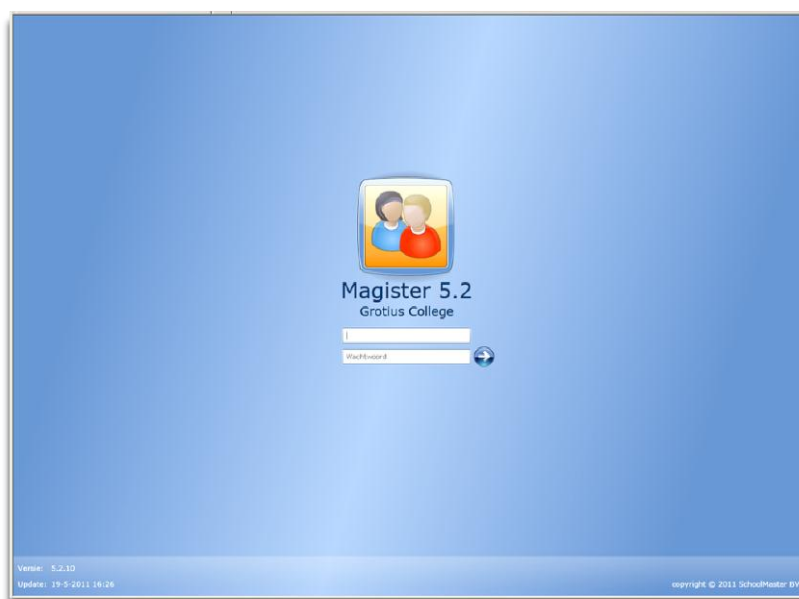 Magister 5.2
Grotius College
Wachtwoord
Versie: 5.2.10
Update: 19-5-2011 16:26
copyright © 2011 SchoolMaster BV